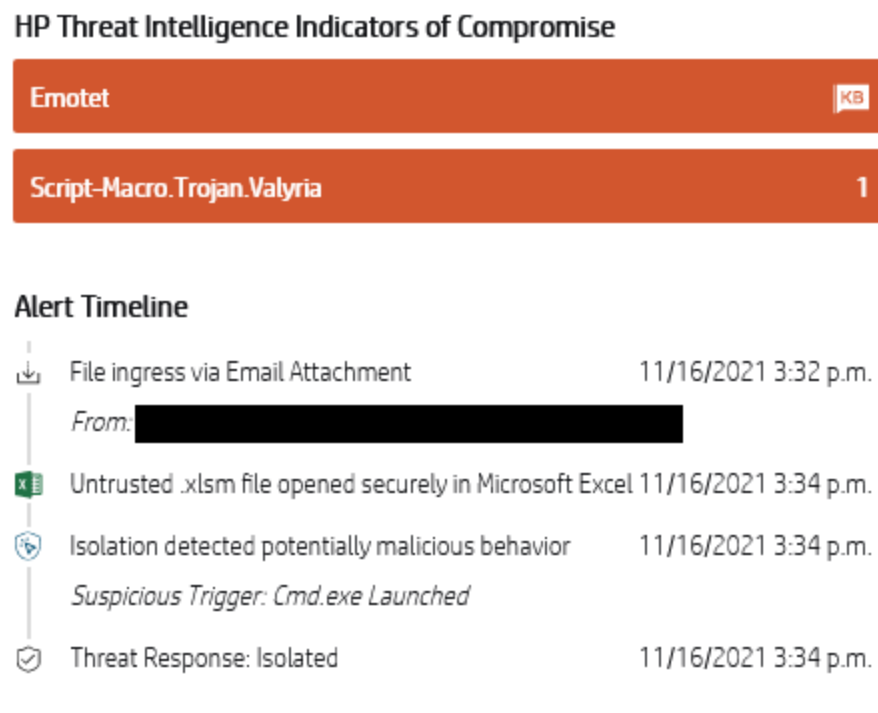 HP Threat Intelligence Indicators of Compromise
Emotet KB
Script-Macro.Trojan.Valyria 1
Alert Timeline
File ingress via Email Attachment 11/16/2021 3:32 p.m.
From:
Untrusted .xlsm file opened securely in Microsoft Excel 11/16/2021 3:34 p.m.
Isolation detected potentially malicious behavior 11/16/2021 3:34 p.m.
Suspicious Trigger: Cmd.exe Launched
Threat Response: Isolated 11/16/2021 3:34 p.m.